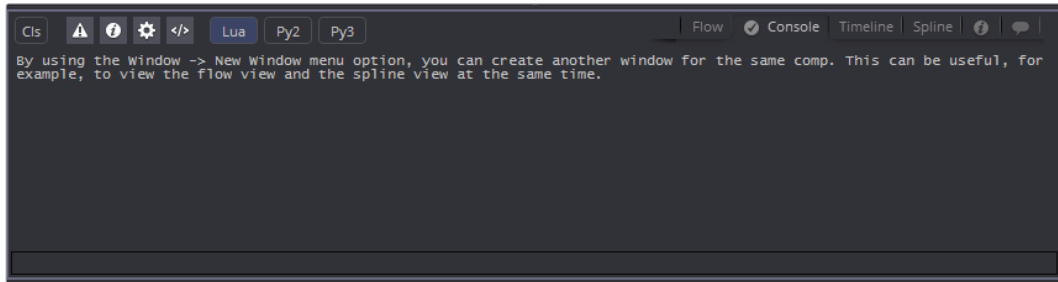 Cls Lua Py2 Py3 Flow Console Timeline Spline
By using the Window -> New Window menu option, you can create another window for the same comp. This can be useful, for
example, to view the flow view and the spline view at the same time.